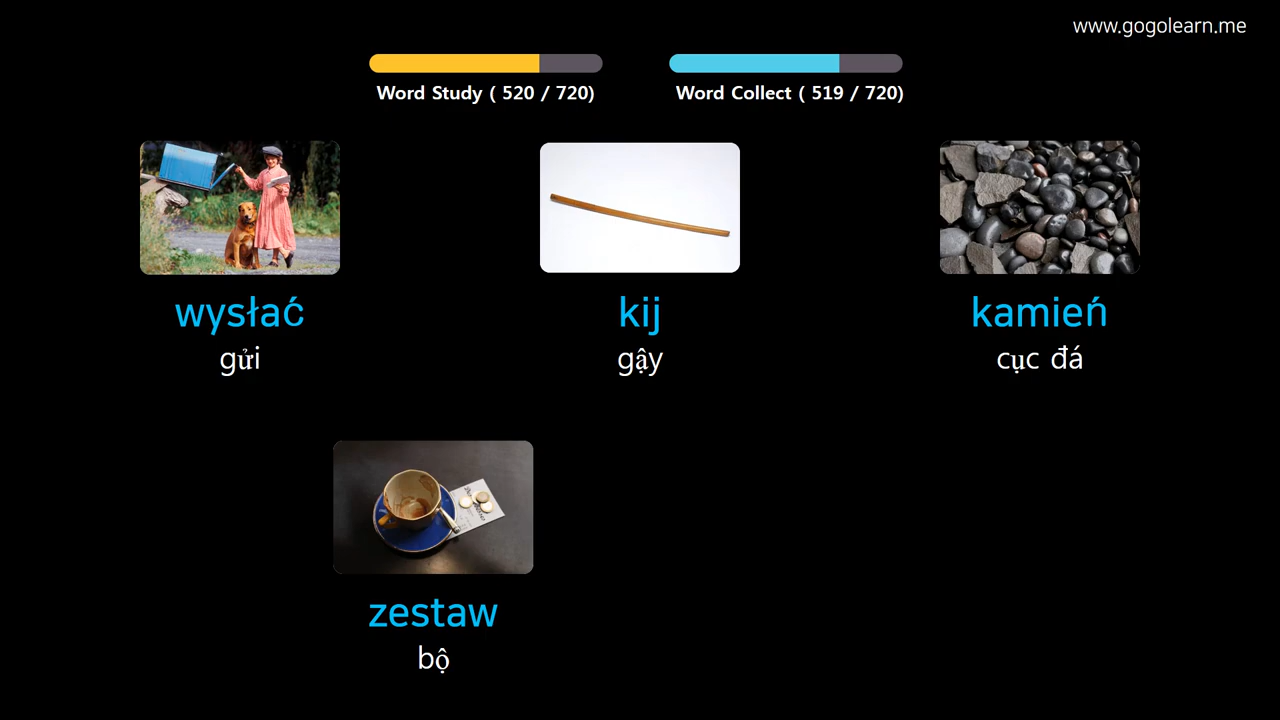 www.gogolearn.me
Word Study ( 520 / 720)
Word Collect ( 519 / 720)
wysłać
gửi
kij
gậy
kamień
cục đá
zestaw
bộ